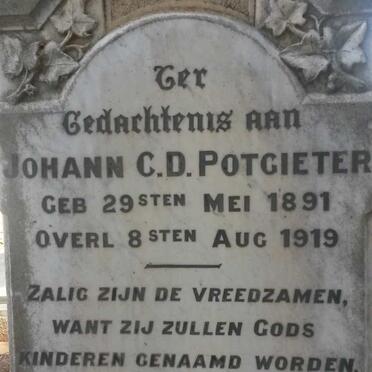 Ter
Gedachtenis aan
JOHANN C.D. POTGIETER
GEB 29STEN MEI 1891
OVERL 8STEN AUG 1919
ZALIG ZIJN DE VREEDZAMEN,
WANT ZIJ ZULLEN GODS
KINDEREN GENAAMD WORDEN.